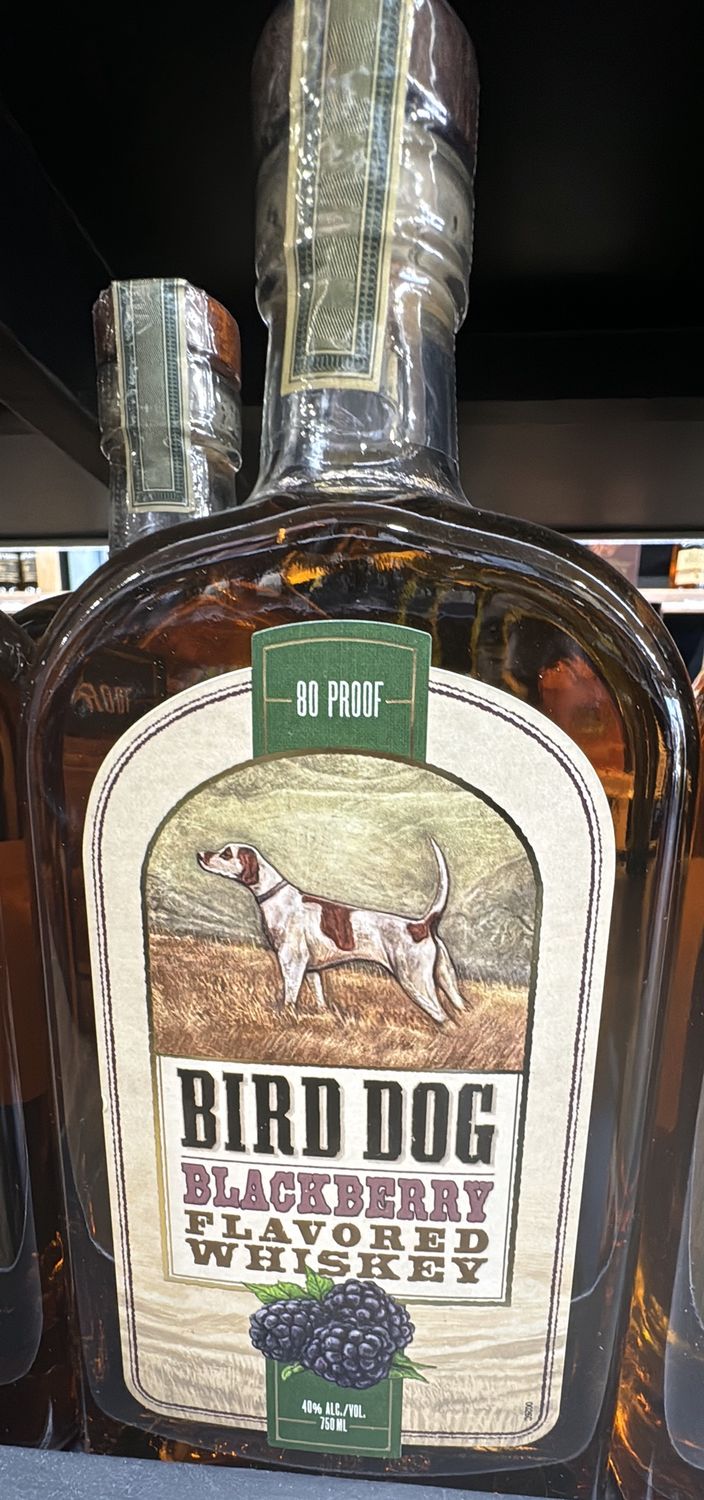 80 PROOF
BIRD DOG
BLACKBERRY
FLAVORED
WHISKEY
40% ALC./VOL.
750 ML